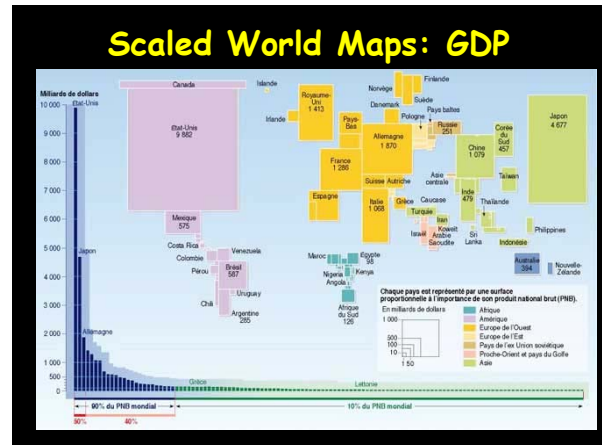 Scaled World Maps: GDP
Milliards de dollars
État-Unis
10 000
9 000
8 000
7 000
6 000
5 000
4 000
3 000
2 000
1 000
500
0
Japon
Allemagne
Grèce
Lettonie
90% du PNB mondial
10% du PNB mondial
50%
40%
Canada
État-Unis
9 882
Mexique
575
Costa Rica
Colombie
Venezuela
Pérou
Brésil
587
Chili
Uruguay
Argentine
285
Islande
Irlande
Royaume-
Uni
1 413
Norvège
Finlande
Suède
Danemark
Pologne
Pays baltes
Russie
251
Pays-
Bas
Allemagne
1 870
France
1 286
Suisse
Autriche
Espagne
Italie
1 068
Grèce
Caucase
Turquie
Asie
centrale
Iran
Israël
Koweït
Arabie
Saoudite
Maroc
Egypte
98
Nigeria
Kenya
Angola
Afrique
du Sud
126
Chine
1 079
Corée
du
Sud
457
Japon
4 677
Taïwan
Inde
479
Thaïlande
Sri
Lanka
Indonésie
Philippines
Australie
394
Nouvelle-
Zélande
Chaque pays est représenté par une surface
proportionnelle à l'importance de son produit national brut (PNB).
En milliards de dollars
1 000
500
100
10
1 50
Afrique
Amérique
Europe de l'Ouest
Europe de l'Est
Pays de l'ex Union soviétique
Proche-Orient et pays du Golfe
Asie